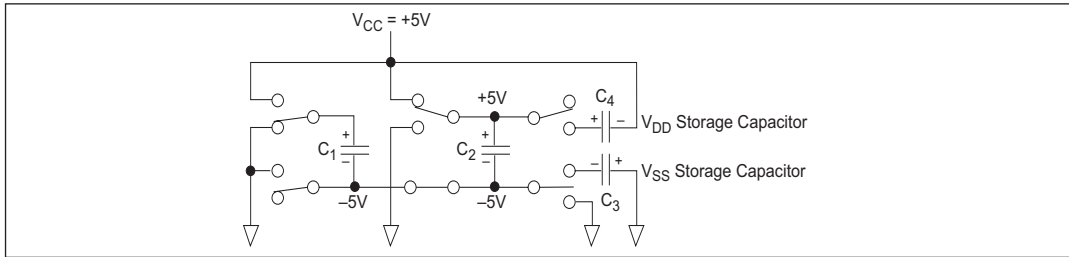 V_CC = +5V
+5V
C_4
+ −
V_DD Storage Capacitor
+
C_1
−
+
C_2
−
− +
V_SS Storage Capacitor
–5V
–5V
C_3